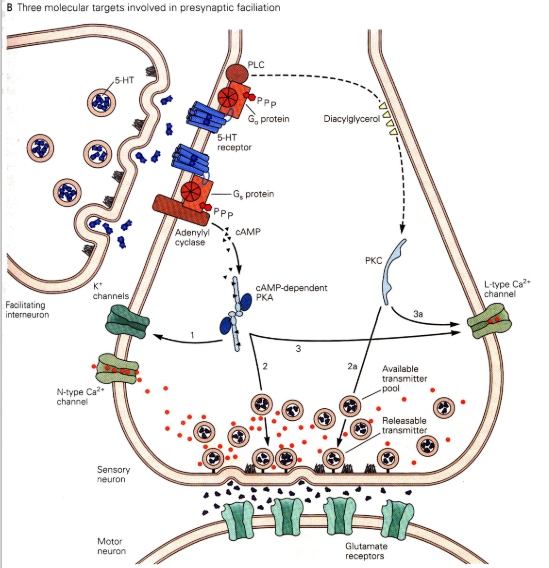 B Three molecular targets involved in presynaptic faciliation
PLC
5-HT
P P P
Go protein
Diacylglycerol
5-HT
receptor
Gs protein
P P P
Adenylyl
cyclase
cAMP
PKC
K+
channels
cAMP-dependent
PKA
L-type Ca2+
channel
Facilitating
interneuron
3a
1
3
2
2a
Available
transmitter
pool
N-type Ca2+
channel
Releasable
transmitter
Sensory
neuron
Motor
neuron
Glutamate
receptors